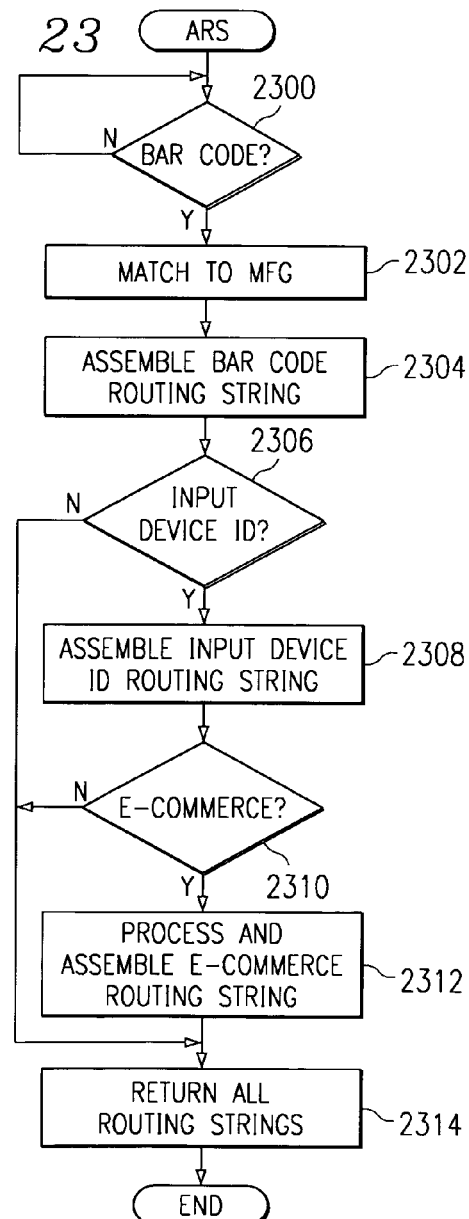 23
ARS
2300
N
BAR CODE?
Y
MATCH TO MFG
2302
ASSEMBLE BAR CODE
ROUTING STRING
2304
2306
N
INPUT
DEVICE ID?
Y
ASSEMBLE INPUT DEVICE
ID ROUTING STRING
2308
N
E-COMMERCE?
2310
Y
PROCESS AND
ASSEMBLE E-COMMERCE
ROUTING STRING
2312
RETURN ALL
ROUTING STRINGS
2314
END